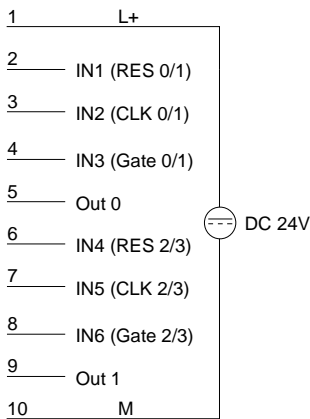 1 L+
2 IN1 (RES 0/1)
3 IN2 (CLK 0/1)
4 IN3 (Gate 0/1)
5 Out 0
DC 24V
6 IN4 (RES 2/3)
7 IN5 (CLK 2/3)
8 IN6 (Gate 2/3)
9 Out 1
10 M